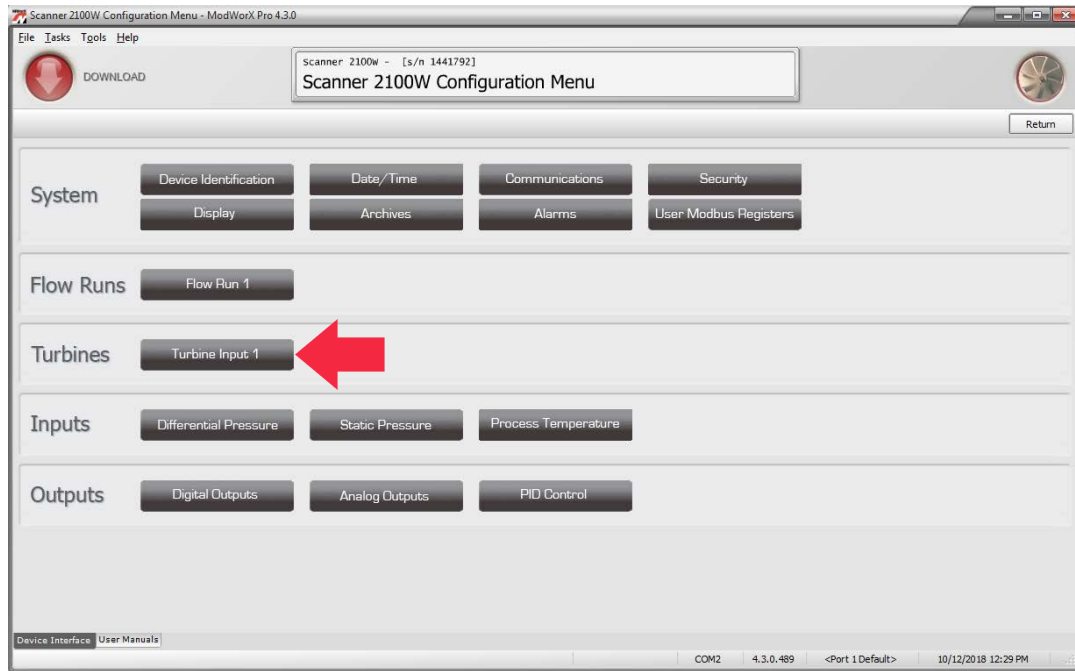 Scanner 2100W Configuration Menu - ModWorX Pro 4.3.0
File Tasks Tools Help
DOWNLOAD
Scanner 2100W - [s/n 1441792]
Scanner 2100W Configuration Menu
Return
System
Device Identification Date/Time Communications Security
Display Archives Alarms User Modbus Registers
Flow Runs Flow Run 1
Turbines Turbine Input 1
Inputs Differential Pressure Static Pressure Process Temperature
Outputs Digital Outputs Analog Outputs PID Control
Device Interface User Manuals
COM2 4.3.0.489 <Port 1 Default> 10/12/2018 12:29 PM